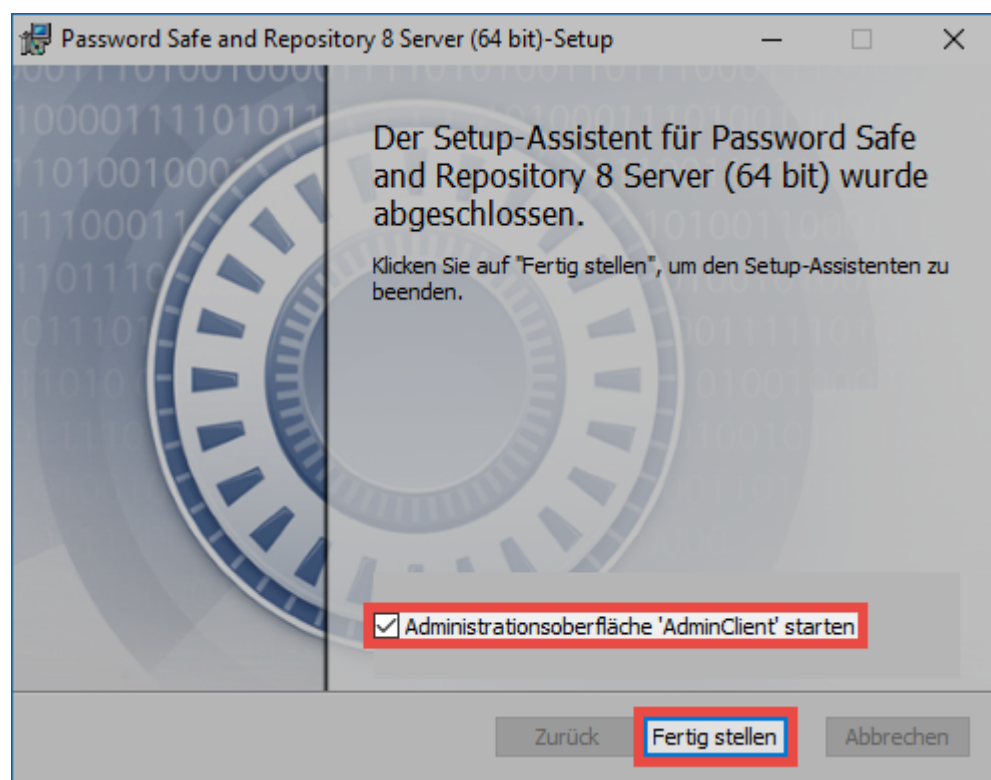 Password Safe and Repository 8 Server (64 bit)-Setup
Der Setup-Assistent für Password Safe
and Repository 8 Server (64 bit) wurde
abgeschlossen.
Klicken Sie auf "Fertig stellen", um den Setup-Assistenten zu
beenden.
Administrationsoberfläche 'AdminClient' starten
Zurück Fertig stellen Abbrechen